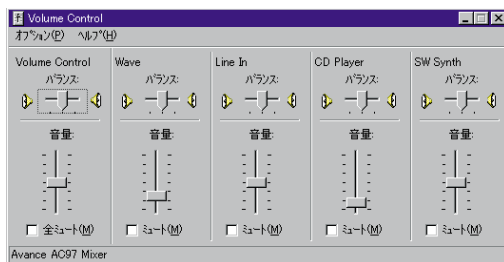 Volume Control
オプション(P) ヘルプ(H)
Volume Control Wave Line In CD Player SW Synth
バランス: バランス: バランス: バランス: バランス:
音量: 音量: 音量: 音量: 音量:
全ミュート(M) ミュート(M) ミュート(M) ミュート(M) ミュート(M)
Avance AC97 Mixer